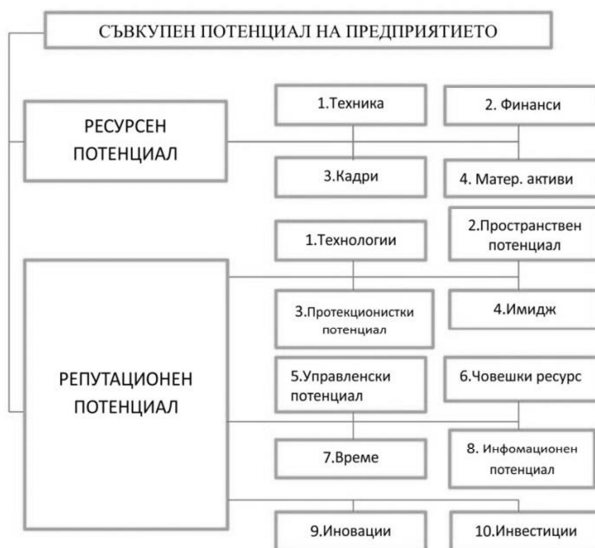 СЪВКУПЕН ПОТЕНЦИАЛ НА ПРЕДПРИЯТИЕТО
РЕСУРСЕН
ПОТЕНЦИАЛ
1.Техника
2. Финанси
3.Кадри
4. Матер. активи
РЕПУТАЦИОНЕН
ПОТЕНЦИАЛ
1.Технологии
2.Пространствен
потенциал
3.Протекционистки
потенциал
4.Имидж
5.Управленски
потенциал
6.Човешки ресурс
7.Време
8. Инфомационен
потенциал
9.Иновации
10.Инвестиции